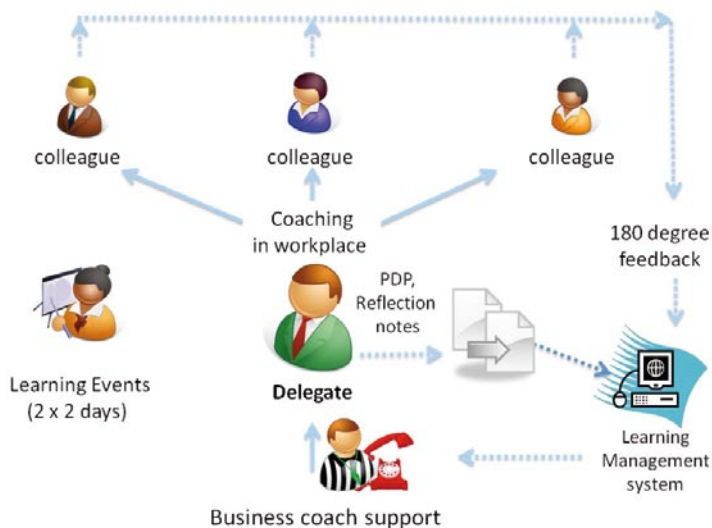 colleague
colleague
colleague
Coaching
in workplace
180 degree
feedback
PDP,
Reflection
notes
Learning Events
(2 x 2 days)
Delegate
Learning
Management
system
Business coach support